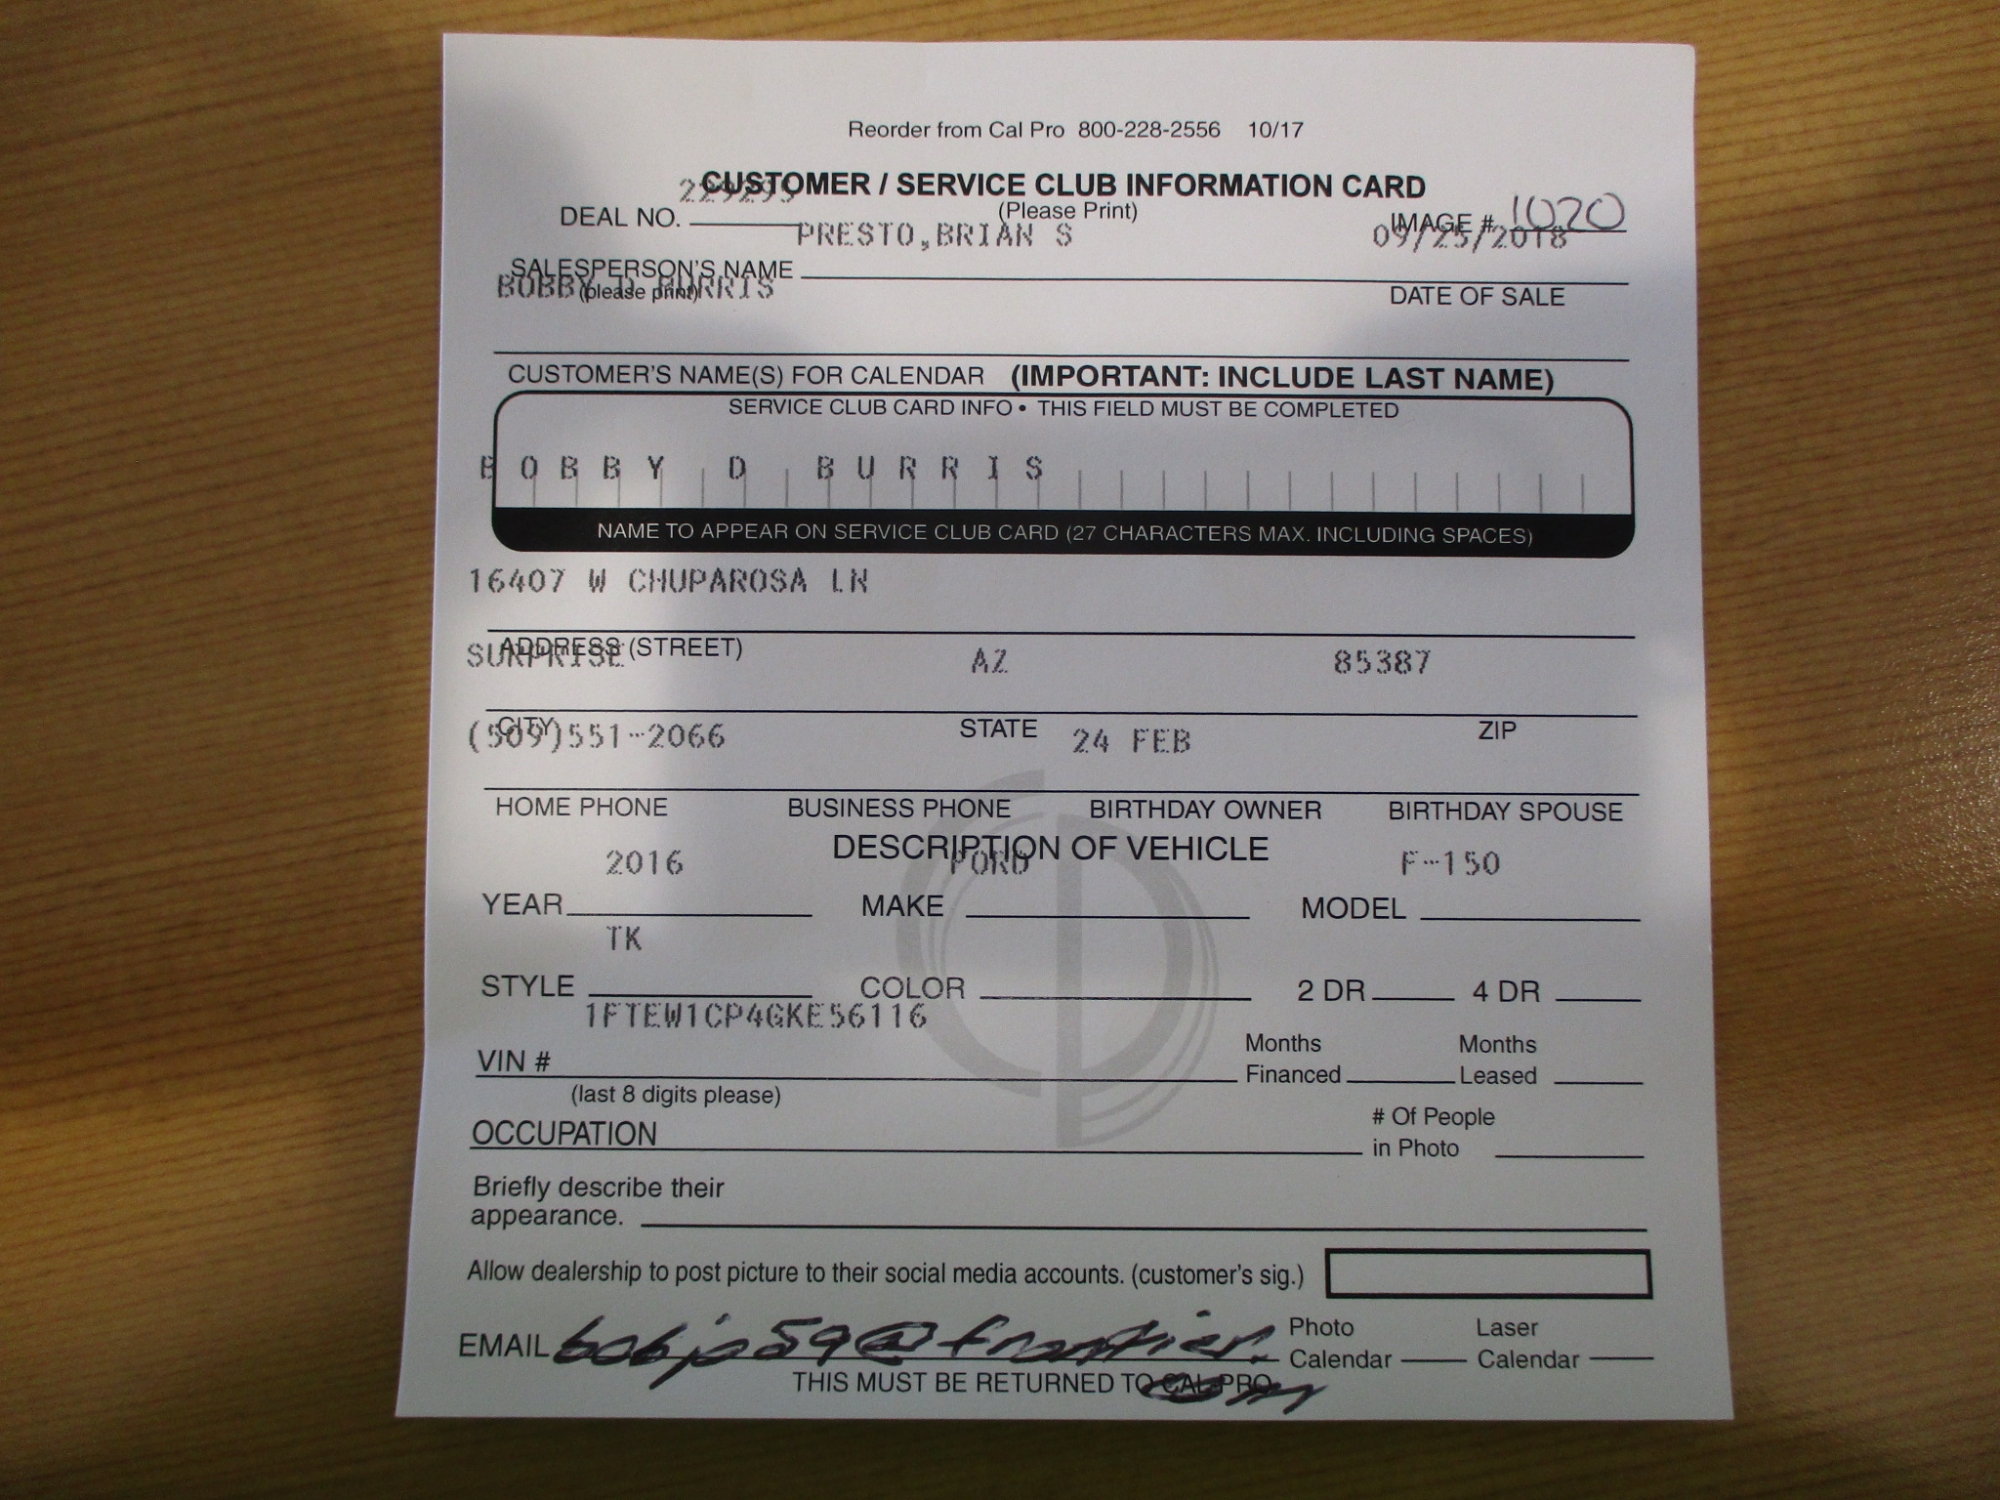 Reorder from Cal Pro 800-228-2556 10/17
CUSTOMER / SERVICE CLUB INFORMATION CARD
229295
(Please Print)
DEAL NO. IMAGE # 1020
PRESTO,BRIAN S 09/25/2018
SALESPERSON'S NAME
(please print) DATE OF SALE
BOBBY D BURRIS
CUSTOMER'S NAME(S) FOR CALENDAR (IMPORTANT: INCLUDE LAST NAME)
SERVICE CLUB CARD INFO • THIS FIELD MUST BE COMPLETED
BOBBY D BURRIS
NAME TO APPEAR ON SERVICE CLUB CARD (27 CHARACTERS MAX. INCLUDING SPACES)
16407 W CHUPAROSA LN
ADDRESS (STREET)
SURPRISE AZ 85387
CITY STATE ZIP
(509)551-2066 24 FEB
HOME PHONE BUSINESS PHONE BIRTHDAY OWNER BIRTHDAY SPOUSE
DESCRIPTION OF VEHICLE
2016 FORD F-150
YEAR MAKE MODEL
TK
STYLE COLOR 2 DR 4 DR
1FTEW1CP4GKE56116
VIN # Months Financed Months Leased
(last 8 digits please)
OCCUPATION # Of People in Photo
Briefly describe their
appearance.
Allow dealership to post picture to their social media accounts. (customer's sig.)
EMAIL bobjo59@frontier. Photo Calendar Laser Calendar
com
THIS MUST BE RETURNED TO CAL PRO